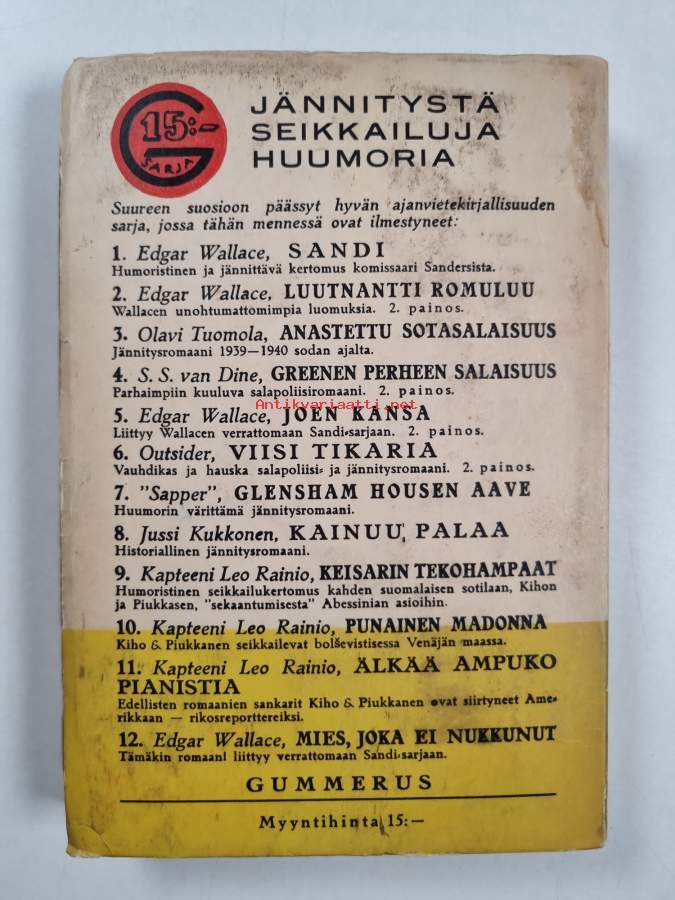 15:-
G
SARJA
JÄNNITYSTÄ
SEIKKAILUJA
HUUMORIA
Suureen suosioon päässyt hyvän ajanvietekirjallisuuden
sarja, jossa tähän mennessä ovat ilmestyneet:
1. Edgar Wallace, SANDI
Humoristinen ja jännittävä kertomus komissaari Sandersista.
2. Edgar Wallace, LUUTNANTTI ROMULUU
Wallacen unohtumattomimpia luomuksia. 2. painos.
3. Olavi Tuomola, ANASTETTU SOTASALAISUUS
Jännitysromaani 1939—1940 sodan ajalta.
4. S. S. van Dine, GREENEN PERHEEN SALAISUUS
Parhaimpiin kuuluva salapoliisiromaani. 2. painos.
Antikvariaatti.net
5. Edgar Wallace, JOEN KANSA
Liittyy Wallacen verrattomaan Sandi-sarjaan. 2. painos.
6. Outsider, VIISI TIKARIA
Vauhdikas ja hauska salapoliisi- ja jännitysromaani. 2. painos.
7. "Sapper", GLENSHAM HOUSEN AAVE
Huumorin värittämä jännitysromaani.
8. Jussi Kukkonen, KAINUU PALAA
Historiallinen jännitysromaani.
9. Kapteeni Leo Rainio, KEISARIN TEKOHAMPAAT
Humoristinen seikkailukertomus kahden suomalaisen sotilaan, Kihon
ja Piukkasen, "sekaantumisesta" Abessinian asioihin.
10. Kapteeni Leo Rainio, PUNAINEN MADONNA
Kiho & Piukkanen seikkailevat bolševistisessa Venäjän maassa.
11. Kapteeni Leo Rainio, ÄLKÄÄ AMPUKO
PIANISTIA
Edellisten romaanien sankarit Kiho & Piukkanen ovat siirtyneet Ame-
rikkaan — rikosreporttereiksi.
12. Edgar Wallace, MIES, JOKA EI NUKKUNUT
Tämäkin romaani liittyy verrattomaan Sandi-sarjaan.
GUMMERUS
Myyntihinta 15:—